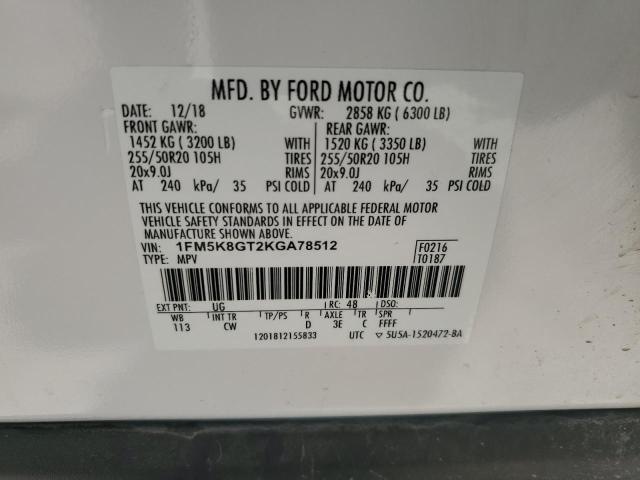 MFD. BY FORD MOTOR CO.
DATE: 12/18 GVWR: 2858 KG ( 6300 LB)
FRONT GAWR: REAR GAWR:
1452 KG ( 3200 LB) WITH 1520 KG ( 3350 LB) WITH
255/50R20 105H TIRES 255/50R20 105H TIRES
20x9.0J RIMS 20x9.0J RIMS
AT 240 kPa/ 35 PSI COLD AT 240 kPa/ 35 PSI COLD
THIS VEHICLE CONFORMS TO ALL APPLICABLE FEDERAL MOTOR
VEHICLE SAFETY STANDARDS IN EFFECT ON THE DATE OF
MANUFACTURE SHOWN ABOVE.
VIN: 1FM5K8GT2KGA78512 F0216
TYPE: MPV T0187
EXT PNT: UG RC: 48 DSO:
WB INT TR TP/PS R AXLE TR SPR
113 CW D 3E C FFFF
1201812155833 UTC ▽ 5U5A-1520472-BA